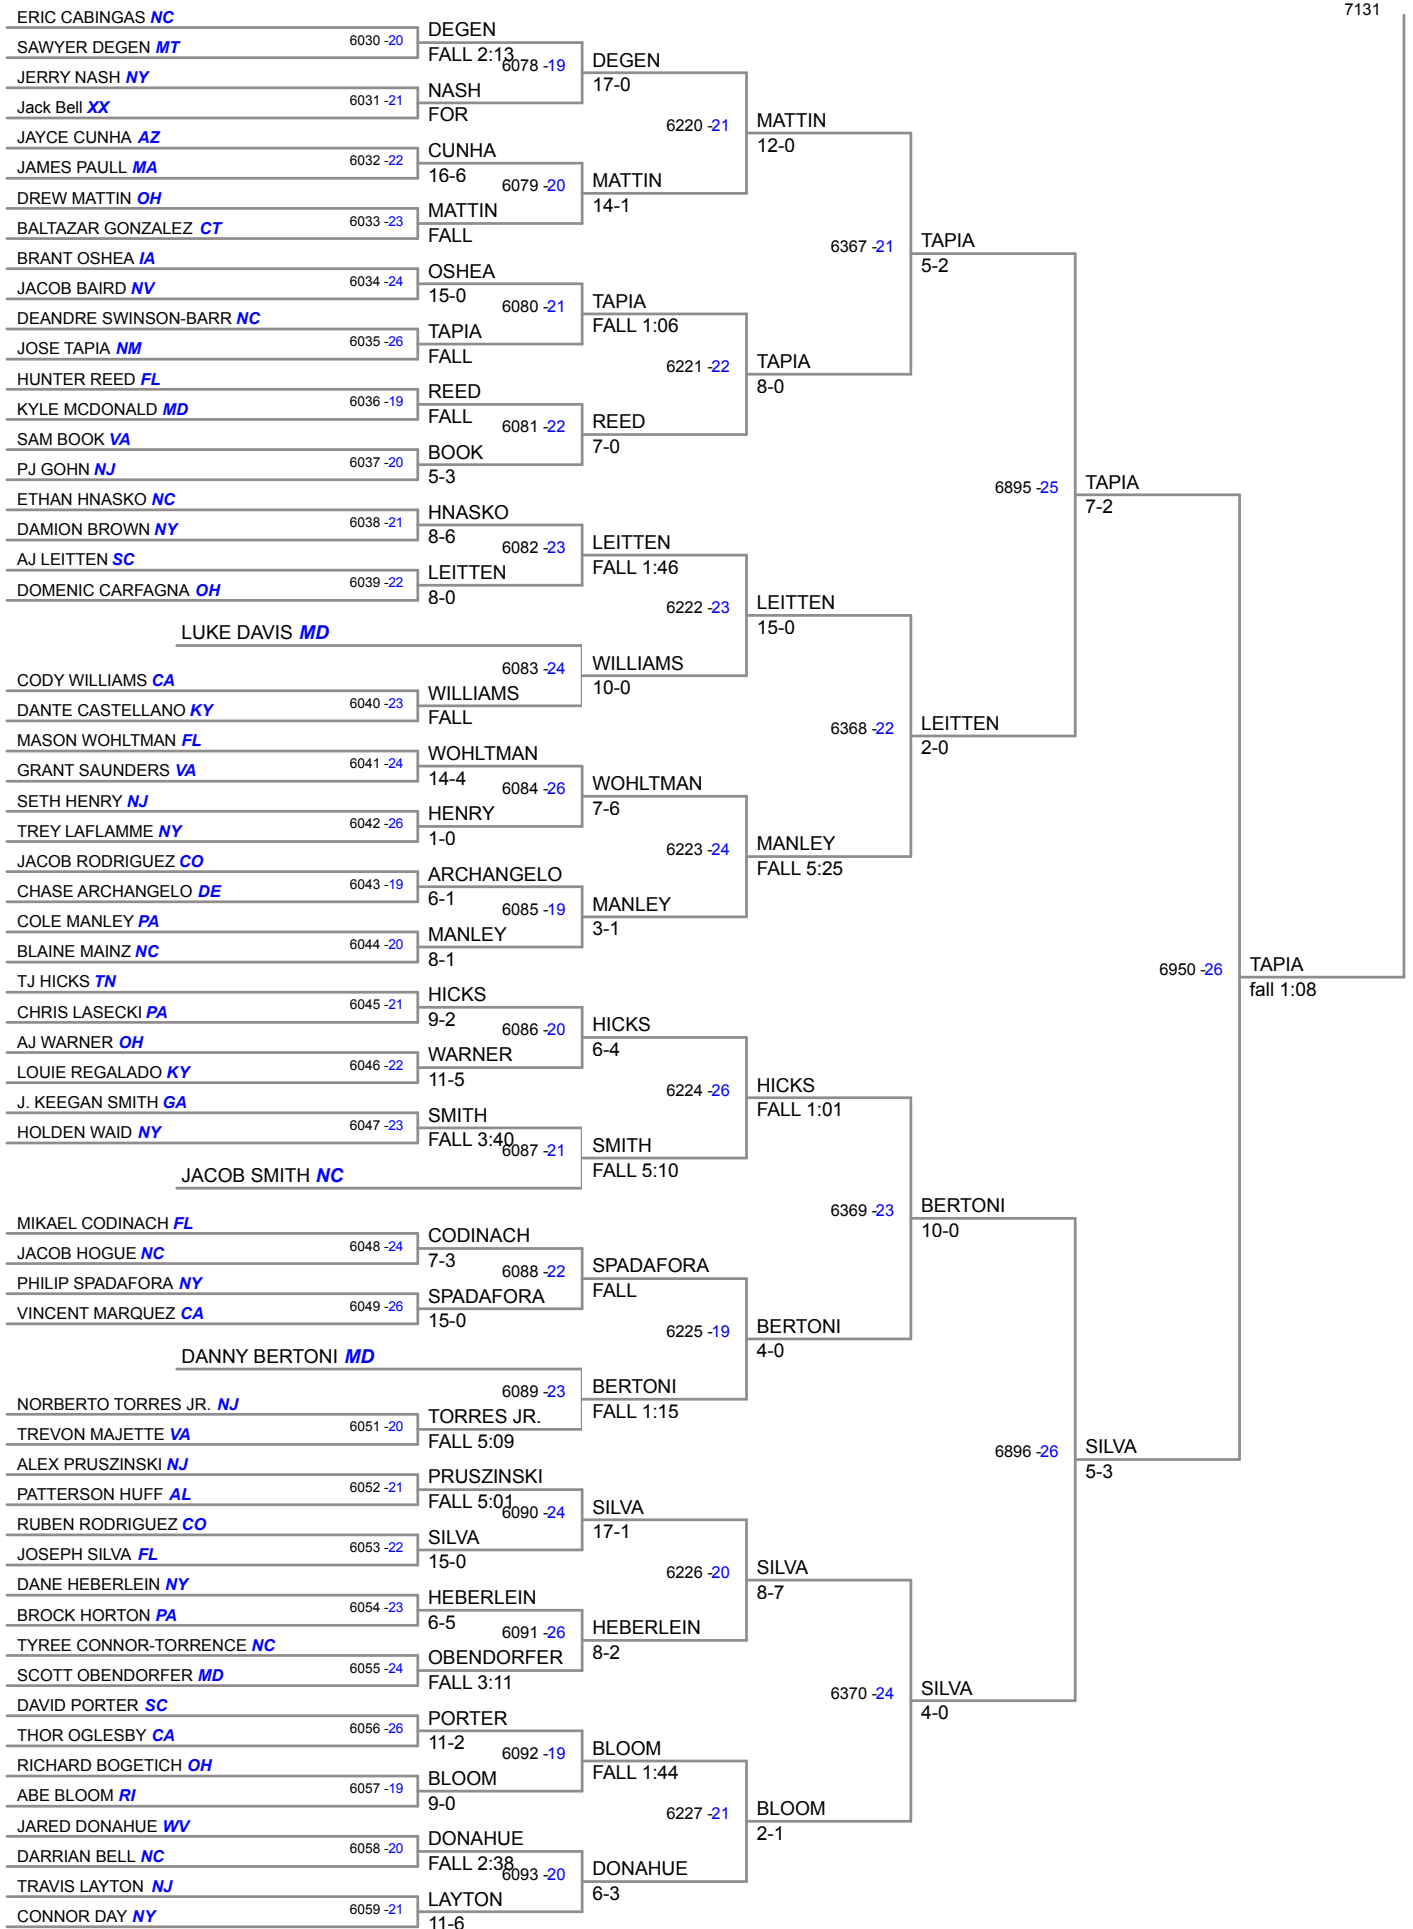 7131
ERIC CABINGAS NC
SAWYER DEGEN MT
6030 -20
DEGEN
FALL 2:13
JERRY NASH NY
Jack Bell XX
6031 -21
NASH
FOR
6078 -19
DEGEN
17-0
JAYCE CUNHA AZ
JAMES PAULL MA
6032 -22
CUNHA
16-6
DREW MATTIN OH
BALTAZAR GONZALEZ CT
6033 -23
MATTIN
FALL
6079 -20
MATTIN
14-1
6220 -21
MATTIN
12-0
BRANT OSHEA IA
JACOB BAIRD NV
6034 -24
OSHEA
15-0
DEANDRE SWINSON-BARR NC
JOSE TAPIA NM
6035 -26
TAPIA
FALL
6080 -21
TAPIA
FALL 1:06
HUNTER REED FL
KYLE MCDONALD MD
6036 -19
REED
FALL
SAM BOOK VA
PJ GOHN NJ
6037 -20
BOOK
5-3
6081 -22
REED
7-0
6221 -22
TAPIA
8-0
6367 -21
TAPIA
5-2
ETHAN HNASKO NC
DAMION BROWN NY
6038 -21
HNASKO
8-6
AJ LEITTEN SC
DOMENIC CARFAGNA OH
6039 -22
LEITTEN
8-0
6082 -23
LEITTEN
FALL 1:46
LUKE DAVIS MD
CODY WILLIAMS CA
DANTE CASTELLANO KY
6040 -23
WILLIAMS
FALL
6083 -24
WILLIAMS
10-0
6222 -23
LEITTEN
15-0
MASON WOHLTMAN FL
GRANT SAUNDERS VA
6041 -24
WOHLTMAN
14-4
SETH HENRY NJ
TREY LAFLAMME NY
6042 -26
HENRY
1-0
6084 -26
WOHLTMAN
7-6
JACOB RODRIGUEZ CO
CHASE ARCHANGELO DE
6043 -19
ARCHANGELO
6-1
COLE MANLEY PA
BLAINE MAINZ NC
6044 -20
MANLEY
8-1
6085 -19
MANLEY
3-1
6223 -24
MANLEY
FALL 5:25
6368 -22
LEITTEN
2-0
6895 -25
TAPIA
7-2
TJ HICKS TN
CHRIS LASECKI PA
6045 -21
HICKS
9-2
AJ WARNER OH
LOUIE REGALADO KY
6046 -22
WARNER
11-5
6086 -20
HICKS
6-4
J. KEEGAN SMITH GA
HOLDEN WAID NY
6047 -23
SMITH
FALL 3:40
JACOB SMITH NC
6087 -21
SMITH
FALL 5:10
6224 -26
HICKS
FALL 1:01
MIKAEL CODINACH FL
JACOB HOGUE NC
6048 -24
CODINACH
7-3
PHILIP SPADAFORA NY
VINCENT MARQUEZ CA
6049 -26
SPADAFORA
15-0
6088 -22
SPADAFORA
FALL
DANNY BERTONI MD
NORBERTO TORRES JR. NJ
TREVON MAJETTE VA
6051 -20
TORRES JR.
FALL 5:09
6089 -23
BERTONI
FALL 1:15
6225 -19
BERTONI
4-0
6369 -23
BERTONI
10-0
ALEX PRUSZINSKI NJ
PATTERSON HUFF AL
6052 -21
PRUSZINSKI
FALL 5:01
RUBEN RODRIGUEZ CO
JOSEPH SILVA FL
6053 -22
SILVA
15-0
6090 -24
SILVA
17-1
DANE HEBERLEIN NY
BROCK HORTON PA
6054 -23
HEBERLEIN
6-5
TYREE CONNOR-TORRENCE NC
SCOTT OBENDORFER MD
6055 -24
OBENDORFER
FALL 3:11
6091 -26
HEBERLEIN
8-2
6226 -20
SILVA
8-7
DAVID PORTER SC
THOR OGLESBY CA
6056 -26
PORTER
11-2
RICHARD BOGETICH OH
ABE BLOOM RI
6057 -19
BLOOM
9-0
6092 -19
BLOOM
FALL 1:44
JARED DONAHUE WV
DARRIAN BELL NC
6058 -20
DONAHUE
FALL 2:38
TRAVIS LAYTON NJ
CONNOR DAY NY
6059 -21
LAYTON
11-6
6093 -20
DONAHUE
6-3
6227 -21
BLOOM
2-1
6370 -24
SILVA
4-0
6896 -26
SILVA
5-3
6950 -26
TAPIA
fall 1:08